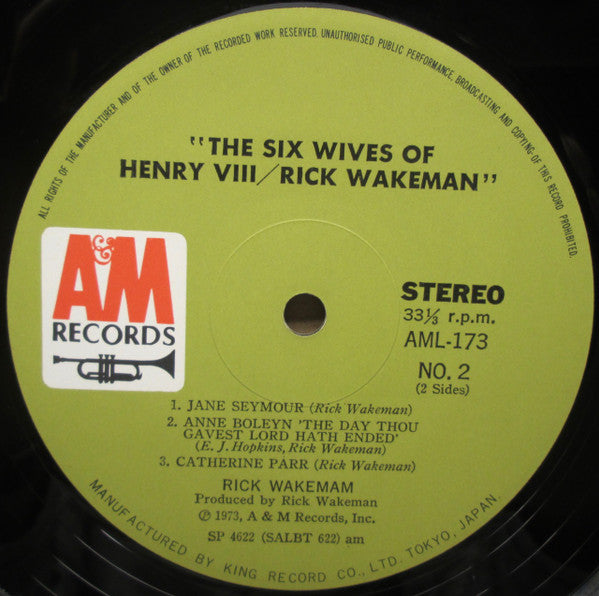 ALL RIGHTS OF THE MANUFACTURER AND OF THE OWNER OF THE RECORDED WORK RESERVED. UNAUTHORISED PUBLIC PERFORMANCE, BROADCASTING AND COPYING OF THIS RECORD PROHIBITED.
"THE SIX WIVES OF
HENRY VIII/RICK WAKEMAN"
A&M
RECORDS
STEREO
33⅓ r.p.m.
AML-173
NO. 2
(2 Sides)
1. JANE SEYMOUR (Rick Wakeman)
2. ANNE BOLEYN 'THE DAY THOU
GAVEST LORD HATH ENDED'
(E. J. Hopkins, Rick Wakeman)
3. CATHERINE PARR (Rick Wakeman)
RICK WAKEMAM
Produced by Rick Wakeman
℗ 1973, A & M Records, Inc.
SP 4622 (SALBT 622) am
MANUFACTURED BY KING RECORD CO., LTD. TOKYO, JAPAN.